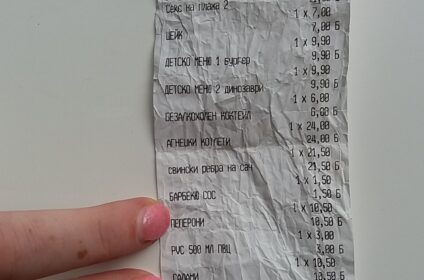 секс на плажа 2
1 x 7,00
7,00 Б
ШЕЙК
1 x 9,90
9,90 Б
ДЕТСКО МЕНЮ 1 бургер
1 x 9,90
9,90 Б
ДЕТСКО МЕНЮ 2 динозаври
1 x 6,00
6,00 Б
БЕЗАЛКОХОЛЕН КОКТЕЙЛ
1 x 24,00
24,00 Б
АГНЕШКИ КОТЛЕТИ
1 x 21,50
21,50 Б
свински ребра на сач
1 x 1,50
1,50 Б
БАРБЕКЮ СОС
1 x 10,50
10,50 Б
ПЕПЕРОНИ
1 x 3,00
3,00 Б
РУС 500 МЛ ПВЦ
1 x 10,50
10,50 Б
САЛАМИ